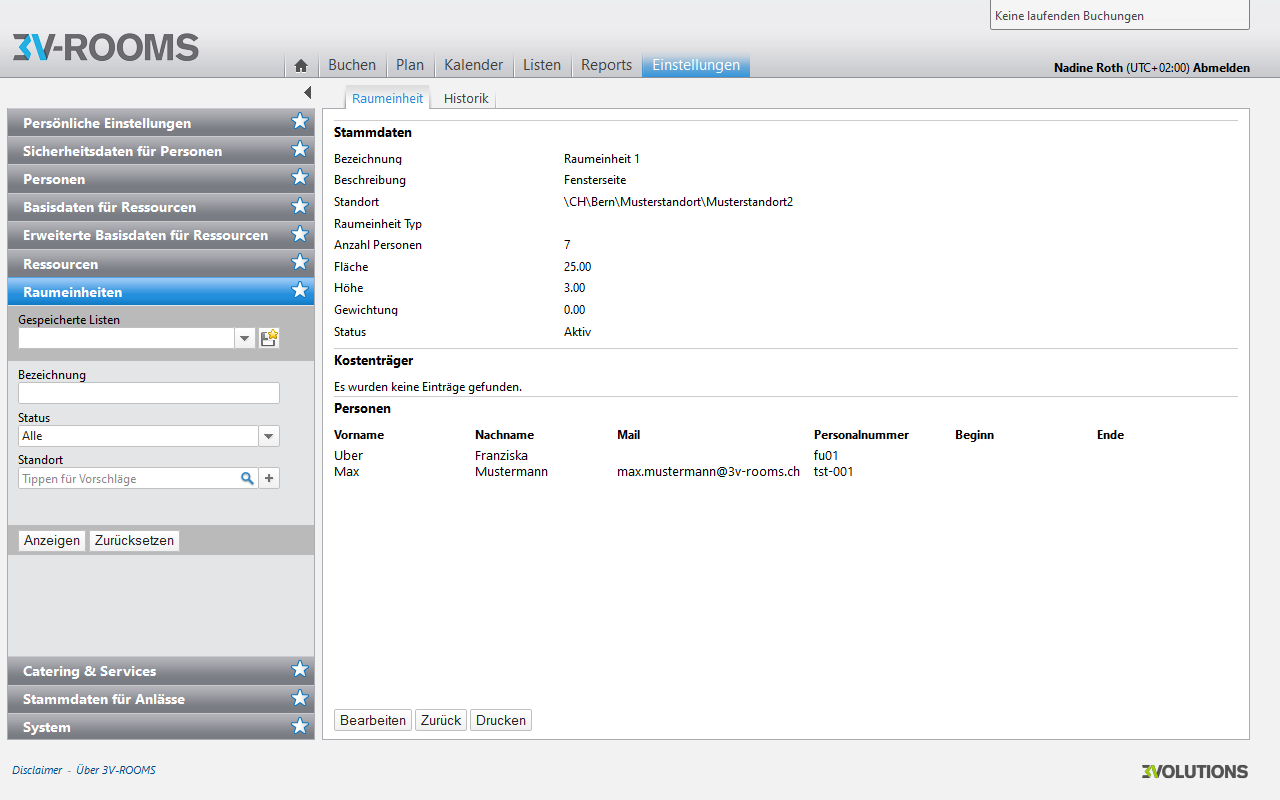 Keine laufenden Buchungen
3V-ROOMS
Buchen Plan Kalender Listen Reports Einstellungen
Nadine Roth (UTC+02:00) Abmelden
Raumeinheit Historik
Persönliche Einstellungen
Sicherheitsdaten für Personen
Personen
Basisdaten für Ressourcen
Erweiterte Basisdaten für Ressourcen
Ressourcen
Raumeinheiten
Gespeicherte Listen
Bezeichnung
Status
Alle
Standort
Tippen für Vorschläge
+
Anzeigen Zurücksetzen
Catering & Services
Stammdaten für Anlässe
System
Stammdaten
Bezeichnung Raumeinheit 1
Beschreibung Fensterseite
Standort \CH\Bern\Musterstandort\Musterstandort2
Raumeinheit Typ
Anzahl Personen 7
Fläche 25.00
Höhe 3.00
Gewichtung 0.00
Status Aktiv
Kostenträger
Es wurden keine Einträge gefunden.
Personen
Vorname Nachname Mail Personalnummer Beginn Ende
Uber Franziska fu01
Max Mustermann max.mustermann@3v-rooms.ch tst-001
Bearbeiten Zurück Drucken
Disclaimer - Über 3V-ROOMS
3VOLUTIONS